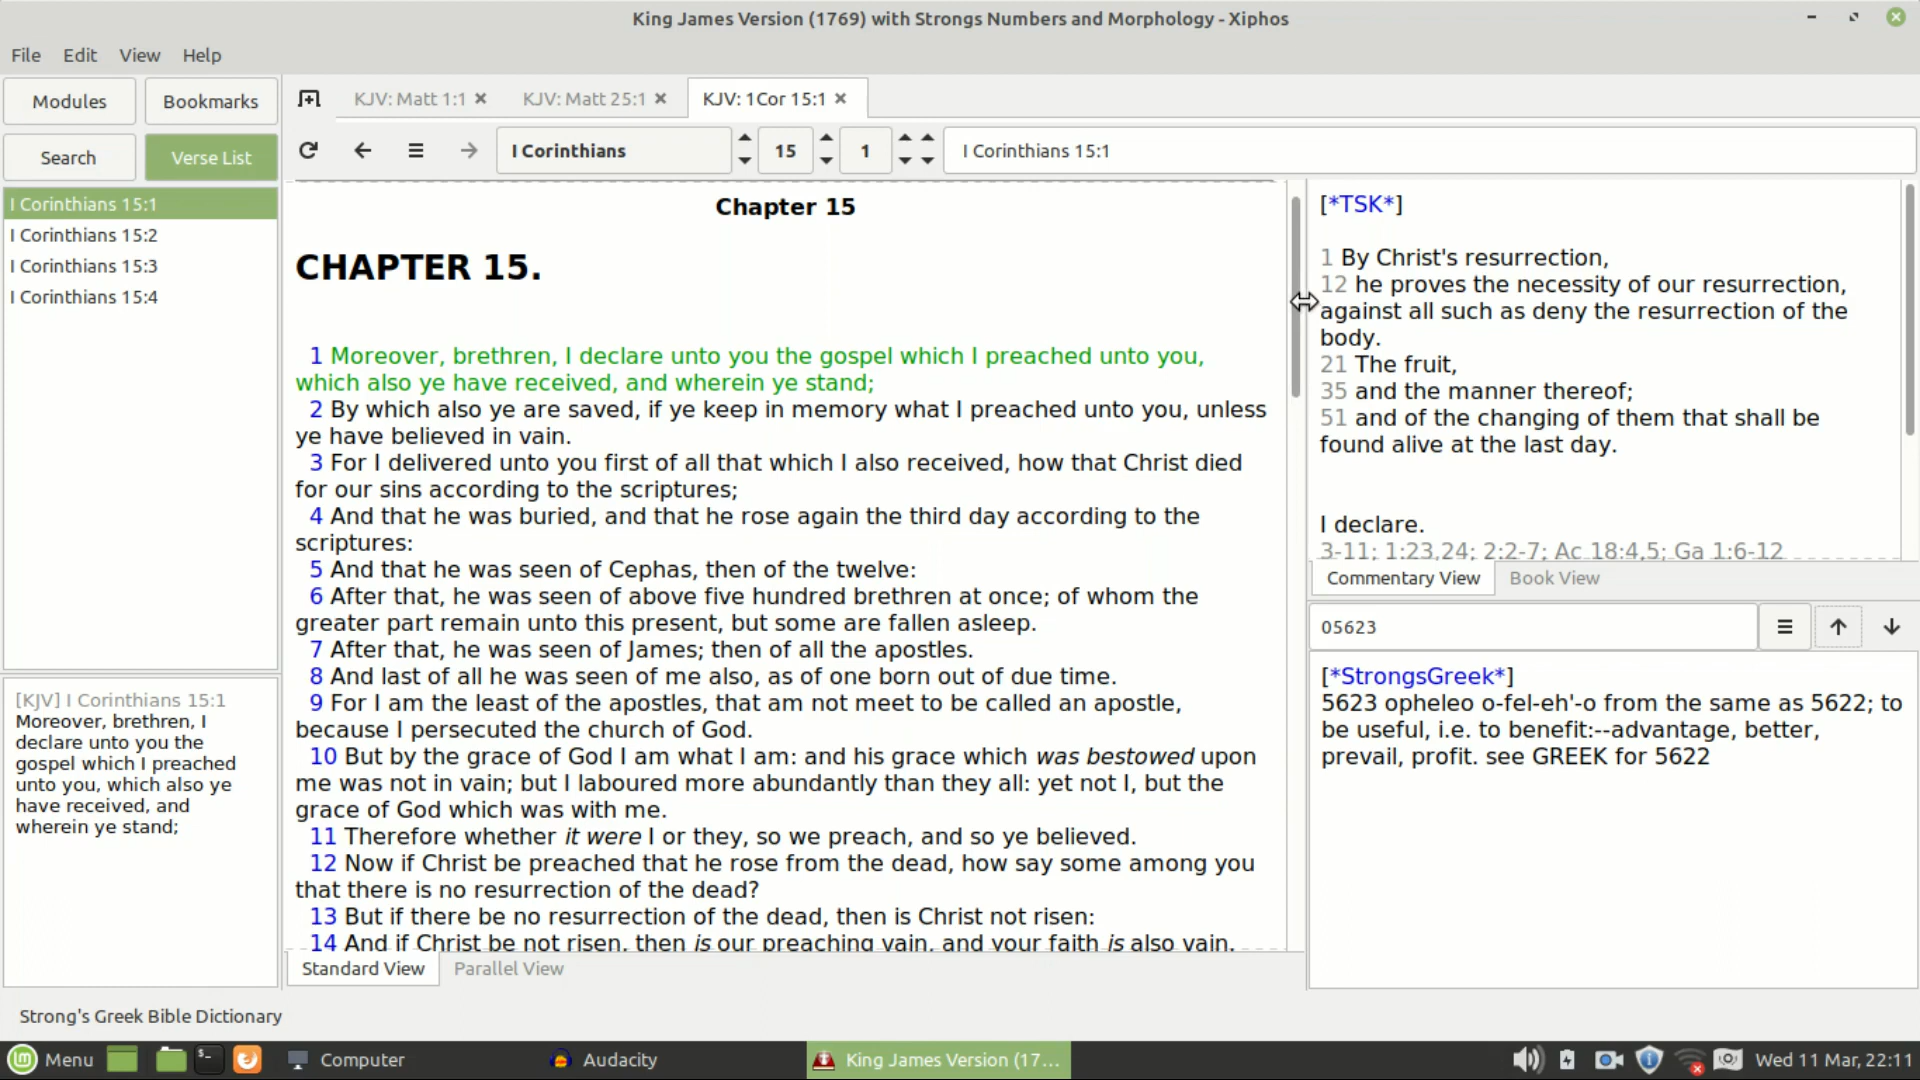 King James Version (1769) with Strongs Numbers and Morphology - Xiphos
File Edit View Help
Modules Bookmarks
Search Verse List
I Corinthians 15:1
I Corinthians 15:2
I Corinthians 15:3
I Corinthians 15:4
[KJV] I Corinthians 15:1
Moreover, brethren, I
declare unto you the
gospel which I preached
unto you, which also ye
have received, and
wherein ye stand;
KJV: Matt 1:1 KJV: Matt 25:1 KJV: 1Cor 15:1
I Corinthians 15 1 I Corinthians 15:1
Chapter 15
CHAPTER 15.
1 Moreover, brethren, I declare unto you the gospel which I preached unto you,
which also ye have received, and wherein ye stand;
2 By which also ye are saved, if ye keep in memory what I preached unto you, unless
ye have believed in vain.
3 For I delivered unto you first of all that which I also received, how that Christ died
for our sins according to the scriptures;
4 And that he was buried, and that he rose again the third day according to the
scriptures:
5 And that he was seen of Cephas, then of the twelve:
6 After that, he was seen of above five hundred brethren at once; of whom the
greater part remain unto this present, but some are fallen asleep.
7 After that, he was seen of James; then of all the apostles.
8 And last of all he was seen of me also, as of one born out of due time.
9 For I am the least of the apostles, that am not meet to be called an apostle,
because I persecuted the church of God.
10 But by the grace of God I am what I am: and his grace which was bestowed upon
me was not in vain; but I laboured more abundantly than they all: yet not I, but the
grace of God which was with me.
11 Therefore whether it were I or they, so we preach, and so ye believed.
12 Now if Christ be preached that he rose from the dead, how say some among you
that there is no resurrection of the dead?
13 But if there be no resurrection of the dead, then is Christ not risen:
14 And if Christ be not risen, then is our preaching vain, and your faith is also vain.
Standard View Parallel View
[*TSK*]
1 By Christ's resurrection,
12 he proves the necessity of our resurrection,
against all such as deny the resurrection of the
body.
21 The fruit,
35 and the manner thereof;
51 and of the changing of them that shall be
found alive at the last day.
I declare.
3-11; 1:23,24; 2:2-7; Ac 18:4,5; Ga 1:6-12
Commentary View Book View
05623
[*StrongsGreek*]
5623 opheleo o-fel-eh'-o from the same as 5622; to
be useful, i.e. to benefit:--advantage, better,
prevail, profit. see GREEK for 5622
Strong's Greek Bible Dictionary
Menu Computer Audacity King James Version (17... Wed 11 Mar, 22:11